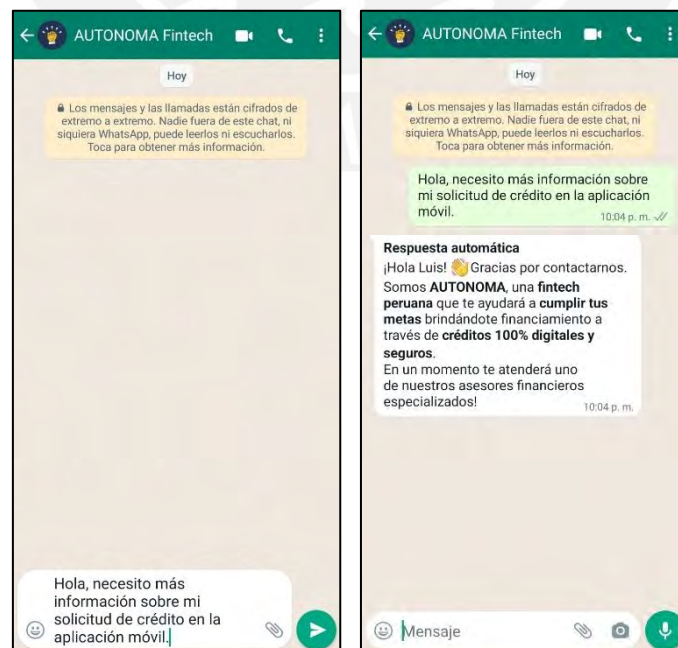 AUTONOMA Fintech
Hoy
Los mensajes y las llamadas están cifrados de
extremo a extremo. Nadie fuera de este chat, ni
siquiera WhatsApp, puede leerlos ni escucharlos.
Toca para obtener más información.
Hola, necesito más
información sobre mi
solicitud de crédito en la
aplicación móvil.
AUTONOMA Fintech
Hoy
Los mensajes y las llamadas están cifrados de
extremo a extremo. Nadie fuera de este chat, ni
siquiera WhatsApp, puede leerlos ni escucharlos.
Toca para obtener más información.
Hola, necesito más información sobre
mi solicitud de crédito en la aplicación
móvil.
10:04 p. m.
Respuesta automática
¡Hola Luis! 👋Gracias por contactarnos.
Somos AUTONOMA, una fintech
peruana que te ayudará a cumplir tus
metas brindándote financiamiento a
través de créditos 100% digitales y
seguros.
En un momento te atenderá uno
de nuestros asesores financieros
especializados!
10:04 p. m.
Mensaje